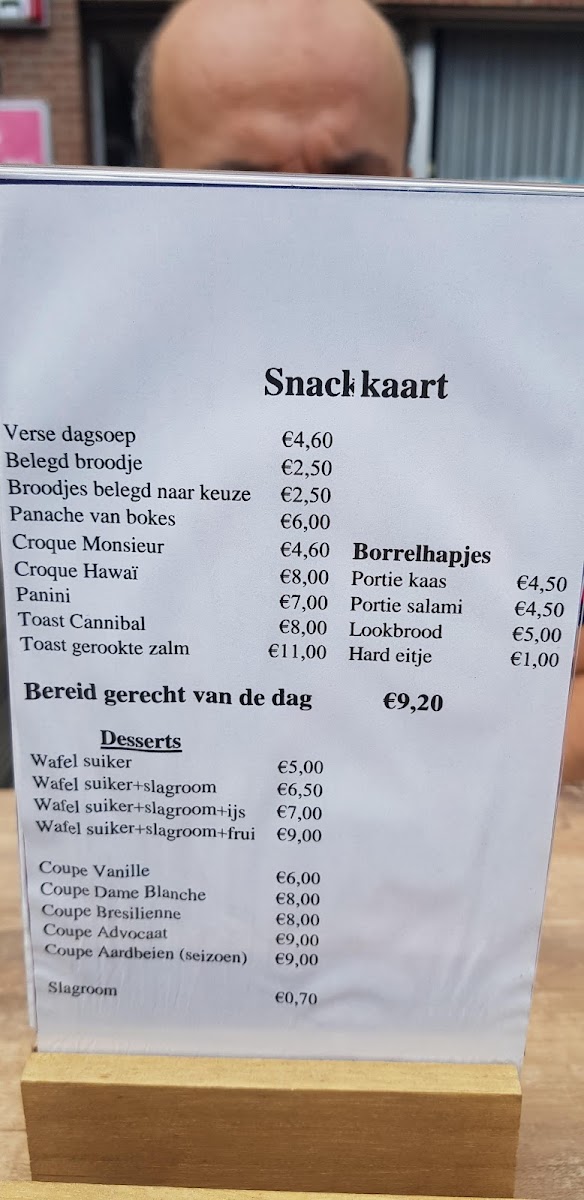 Snackkaart
Verse dagsoep €4,60
Belegd broodje €2,50
Broodjes belegd naar keuze €2,50
Panache van bokes €6,00
Croque Monsieur €4,60
Croque Hawaï €8,00
Panini €7,00
Toast Cannibal €8,00
Toast gerookte zalm €11,00
Borrelhapjes
Portie kaas €4,50
Portie salami €4,50
Lookbrood €5,00
Hard eitje €1,00
Bereid gerecht van de dag €9,20
Desserts
Wafel suiker €5,00
Wafel suiker+slagroom €6,50
Wafel suiker+slagroom+ijs €7,00
Wafel suiker+slagroom+frui €9,00
Coupe Vanille €6,00
Coupe Dame Blanche €8,00
Coupe Bresilienne €8,00
Coupe Advocaat €9,00
Coupe Aardbeien (seizoen) €9,00
Slagroom €0,70